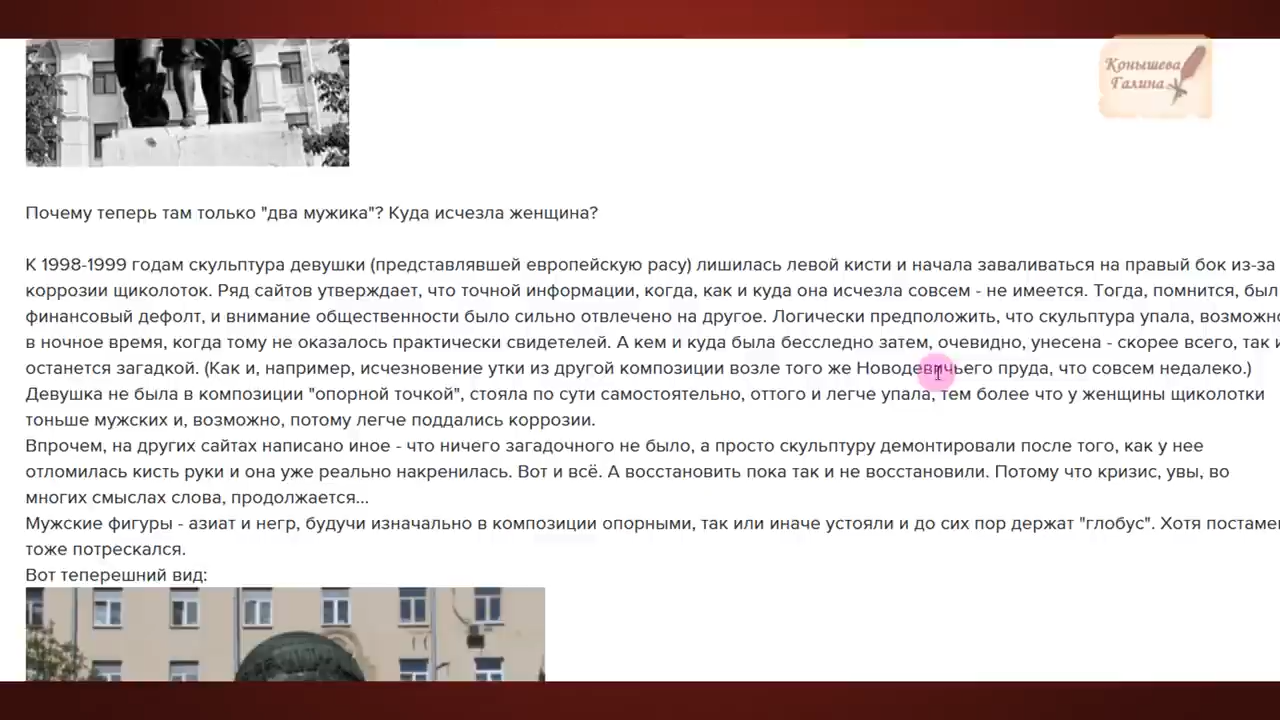 Конышева
Галина
Почему теперь там только "два мужика"? Куда исчезла женщина?
К 1998-1999 годам скульптура девушки (представлявшей европейскую расу) лишилась левой кисти и начала заваливаться на правый бок из-за
коррозии щиколоток. Ряд сайтов утверждает, что точной информации, когда, как и куда она исчезла совсем - не имеется. Тогда, помнится, был
финансовый дефолт, и внимание общественности было сильно отвлечено на другое. Логически предположить, что скульптура упала, возможно
в ночное время, когда тому не оказалось практически свидетелей. А кем и куда была бесследно затем, очевидно, унесена - скорее всего, так и
останется загадкой. (Как и, например, исчезновение утки из другой композиции возле того же Новодевичьего пруда, что совсем недалеко.)
Девушка не была в композиции "опорной точкой", стояла по сути самостоятельно, оттого и легче упала, тем более что у женщины щиколотки
тоньше мужских и, возможно, потому легче поддались коррозии.
Впрочем, на других сайтах написано иное - что ничего загадочного не было, а просто скульптуру демонтировали после того, как у нее
отломилась кисть руки и она уже реально накренилась. Вот и всё. А восстановить пока так и не восстановили. Потому что кризис, увы, во
многих смыслах слова, продолжается...
Мужские фигуры - азиат и негр, будучи изначально в композиции опорными, так или иначе устояли и до сих пор держат "глобус". Хотя постамен
тоже потрескался.
Вот теперешний вид: